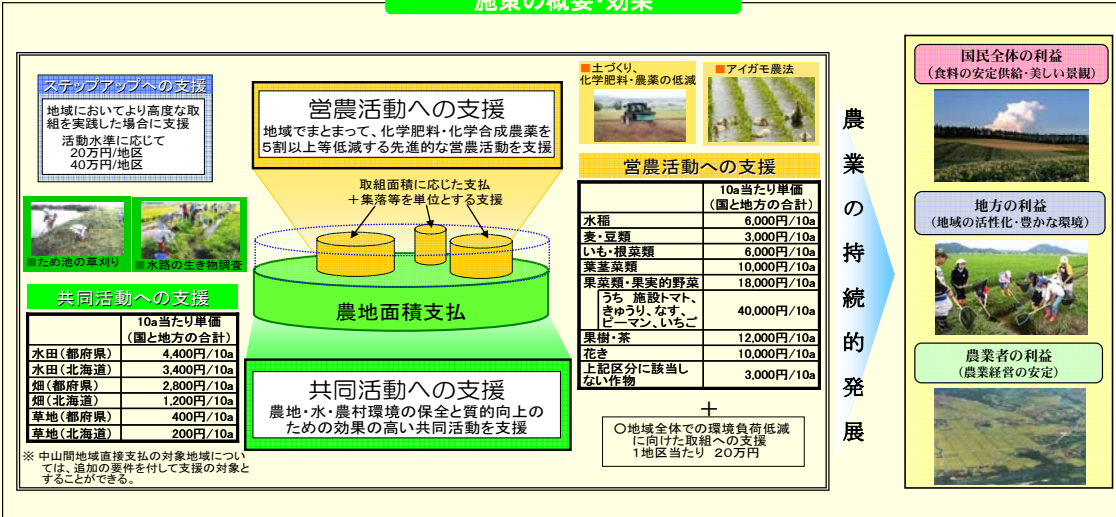 施策の概要・効果
ステップアップへの支援
地域においてより高度な取
組を実践した場合に支援
活動水準に応じて
20万円/地区
40万円/地区
■ため池の草刈り
■水路の生き物調査
共同活動への支援
10a当たり単価
(国と地方の合計)
水田(都府県) 4,400円/10a
水田(北海道) 3,400円/10a
畑(都府県) 2,800円/10a
畑(北海道) 1,200円/10a
草地(都府県) 400円/10a
草地(北海道) 200円/10a
※ 中山間地域直接支払の対象地域につい
ては、追加の要件を付して支援の対象と
することができる。
営農活動への支援
地域でまとまって、化学肥料・化学合成農薬を
5割以上等低減する先進的な営農活動を支援
取組面積に応じた支払
+集落等を単位とする支援
農地面積支払
共同活動への支援
農地・水・農村環境の保全と質的向上の
ための効果の高い共同活動を支援
■土づくり、
化学肥料・農薬の低減
■アイガモ農法
営農活動への支援
10a当たり単価
(国と地方の合計)
水稲 6,000円/10a
麦・豆類 3,000円/10a
いも・根菜類 6,000円/10a
葉茎菜類 10,000円/10a
果菜類・果実的野菜 18,000円/10a
うち 施設トマト、
きゅうり、なす、
ピーマン、いちご 40,000円/10a
果樹・茶 12,000円/10a
花き 10,000円/10a
上記区分に該当し
ない作物 3,000円/10a
+
○地域全体での環境負荷低減
に向けた取組への支援
1地区当たり 20万円
農業の持続的発展
国民全体の利益
(食料の安定供給・美しい景観)
地方の利益
(地域の活性化・豊かな環境)
農業者の利益
(農業経営の安定)